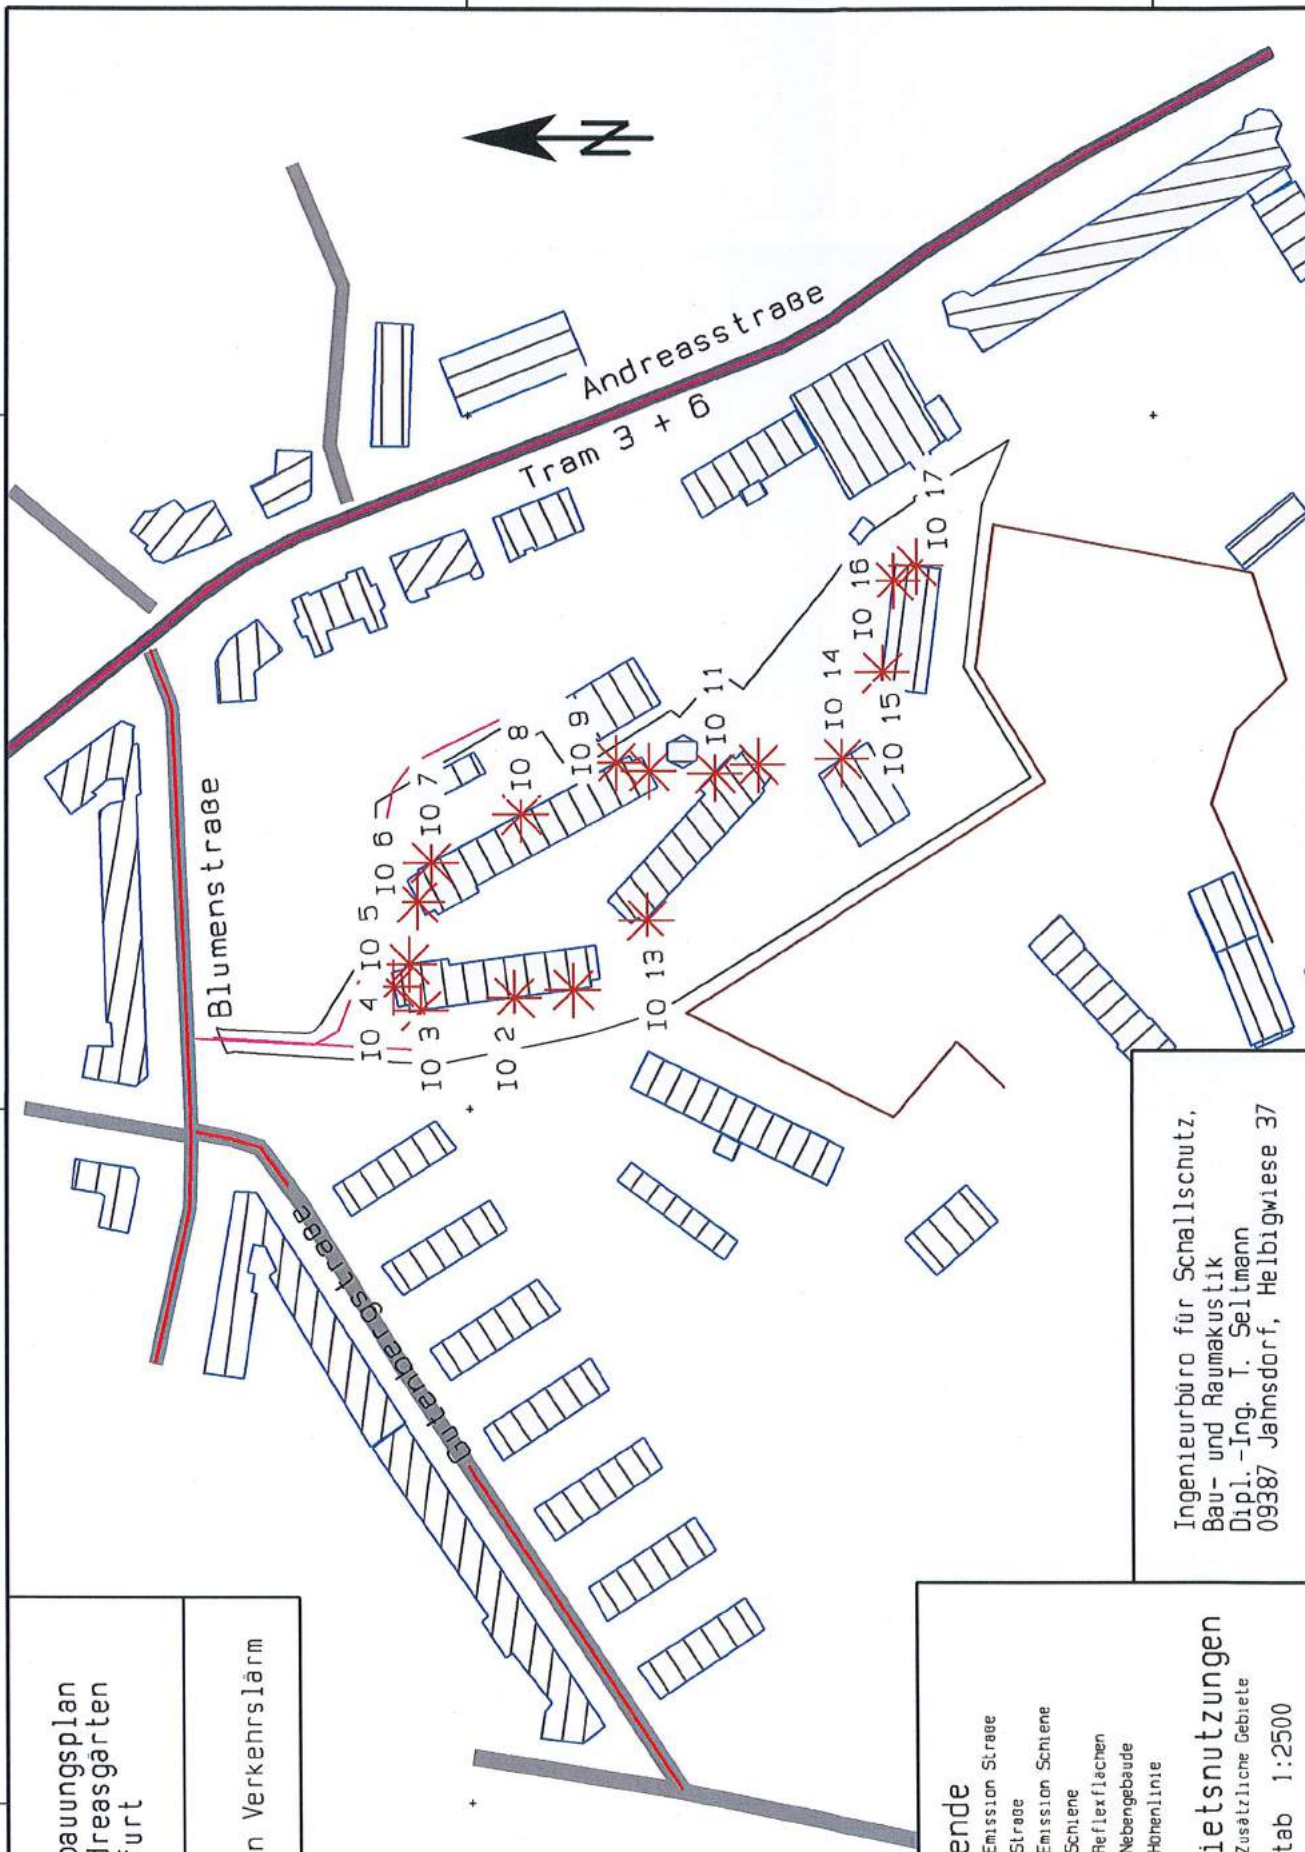 bauungsplan
dreasgärten
furt
n Verkehrslärm
Blumenstraße
Andreasstraße
Tram 3 + 6
Gutenbergstraße
N
IO 2
IO 3
IO 4
IO 5
IO 6
IO 7
IO 8
IO 9
IO 11
IO 13
IO 14
IO 15
IO 16
IO 17
ende
Emission Straße
Straße
Emission Schiene
Schiene
Reflexflächen
Nebengebäude
Höhenlinie
ietsnutzungen
Zusätzliche Gebiete
tab 1:2500
Ingenieurbüro für Schallschutz,
Bau- und Raumakustik
Dipl.-Ing. T. Seltmann
09387 Jahnsdorf, Helbigwiese 37